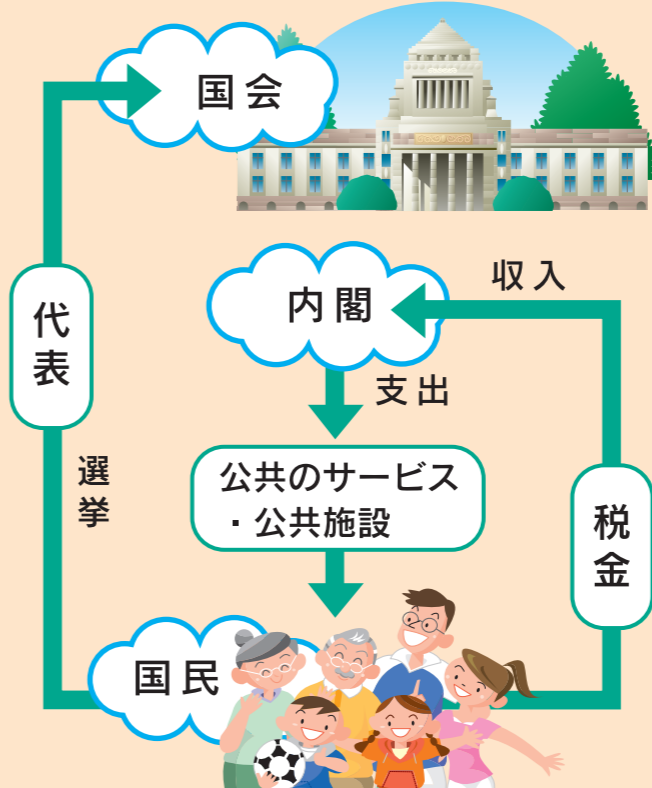 国会
内閣
収入
代表
支出
選挙
公共のサービス
・公共施設
税金
国民